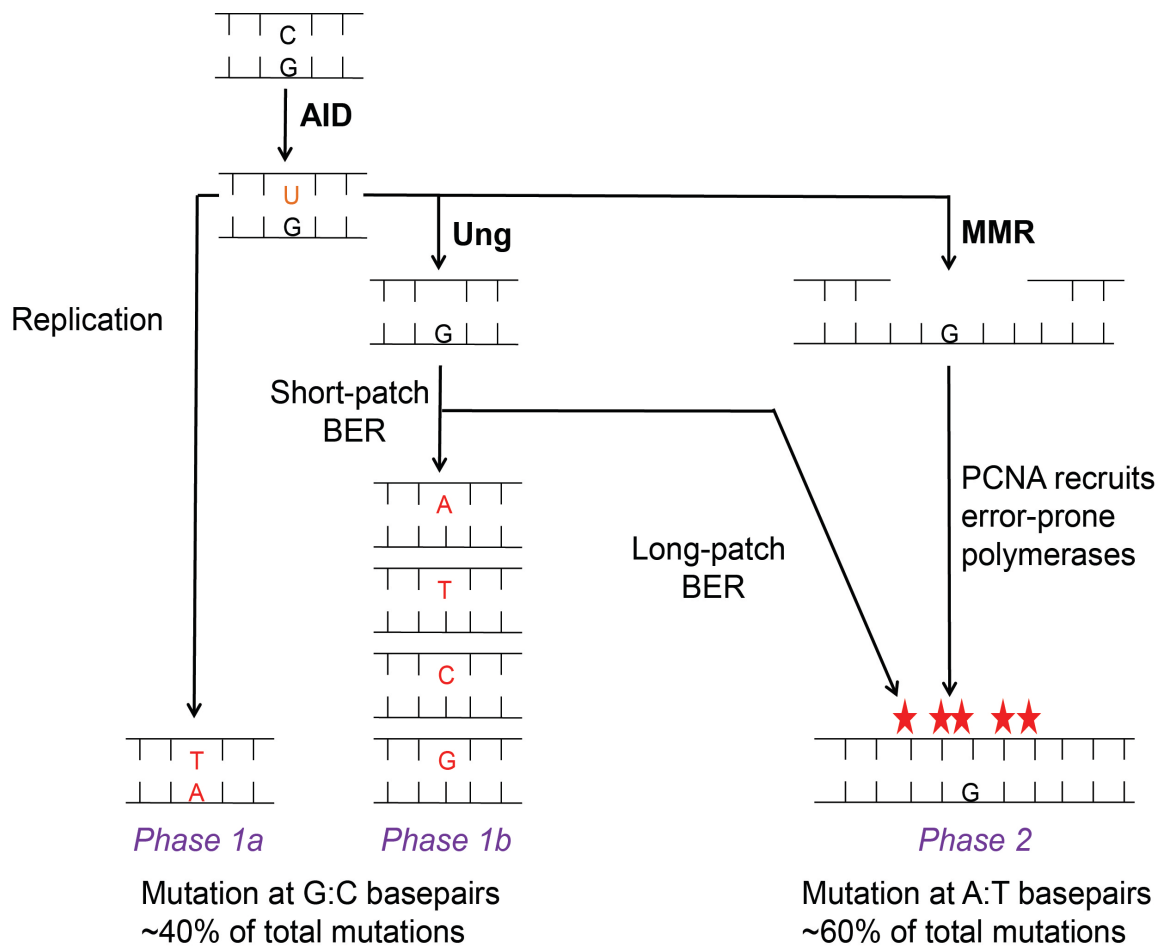 C
G
AID
U
G
Ung
MMR
Replication
G
G
Short-patch
BER
PCNA recruits
error-prone
polymerases
A
Long-patch
BER
T
C
T
A
G
G
Phase 1a
Phase 1b
Phase 2
Mutation at G:C basepairs
~40% of total mutations
Mutation at A:T basepairs
~60% of total mutations